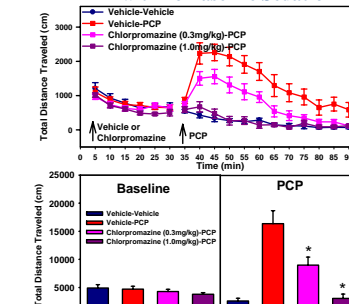 Vehicle-Vehicle
Vehicle-PCP
Chlorpromazine (0.3mg/kg)-PCP
Chlorpromazine (1.0mg/kg)-PCP
Total Distance Traveled (cm)
3000
2000
1000
0
Vehicle or
Chlorpromazine
PCP
0 5 10 15 20 25 30 35 40 45 50 55 60 65 70 75 80 85
Time (min)
Baseline
PCP
Total Distance Traveled (cm)
25000
20000
15000
10000
5000
Vehicle-Vehicle
Vehicle-PCP
Chlorpromazine (0.3mg/kg)-PCP
Chlorpromazine (1.0mg/kg)-PCP
*
*